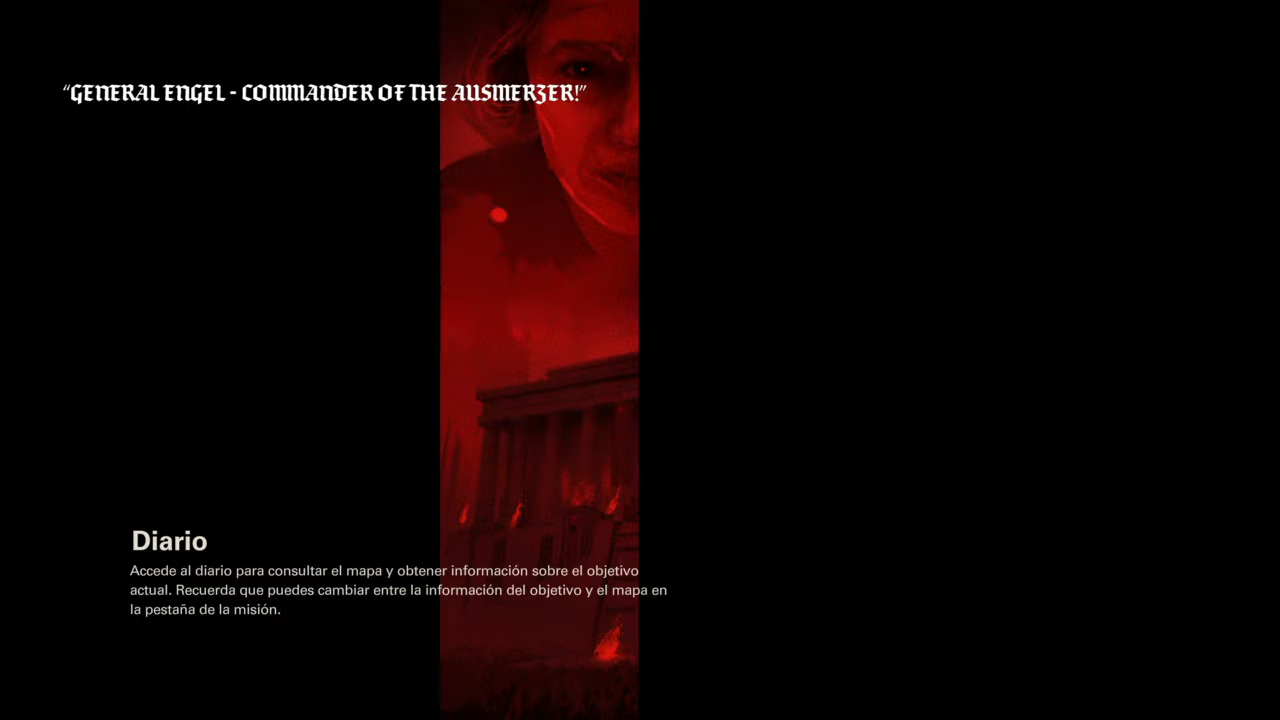 “GENERAL ENGEL - COMMANDER OF THE AUSMERZER!”
Diario
Accede al diario para consultar el mapa y obtener información sobre el objetivo
actual. Recuerda que puedes cambiar entre la información del objetivo y el mapa en
la pestaña de la misión.